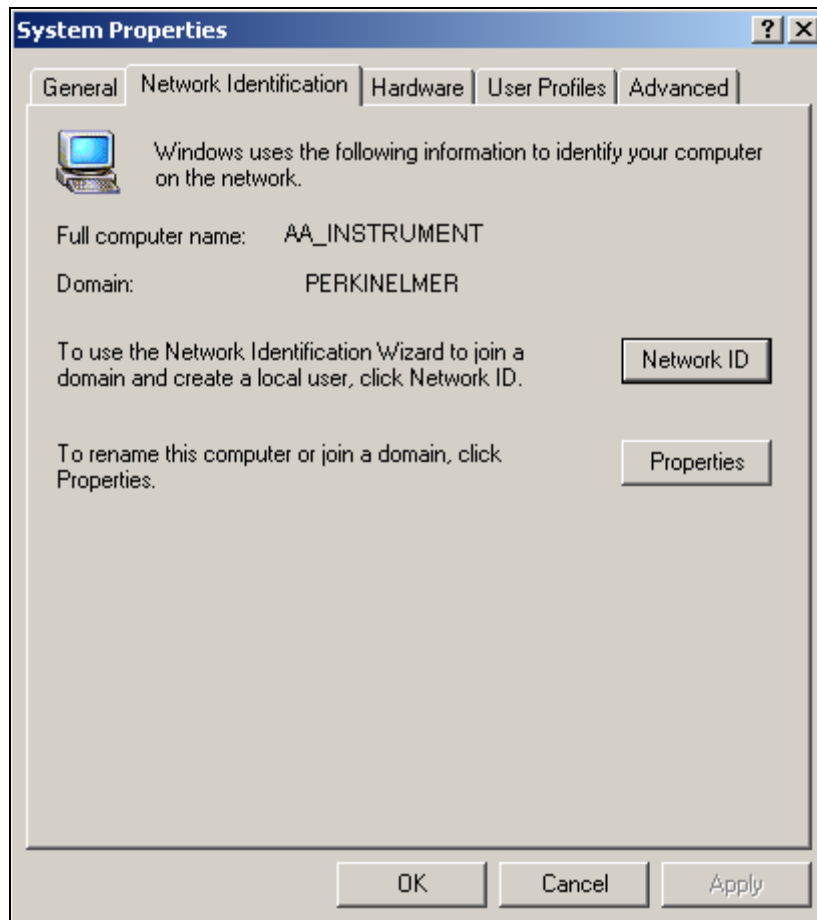 System Properties
General Network Identification Hardware User Profiles Advanced
Windows uses the following information to identify your computer
on the network.
Full computer name: AA_INSTRUMENT
Domain: PERKINELMER
To use the Network Identification Wizard to join a
domain and create a local user, click Network ID.
Network ID
To rename this computer or join a domain, click
Properties.
Properties
OK Cancel Apply